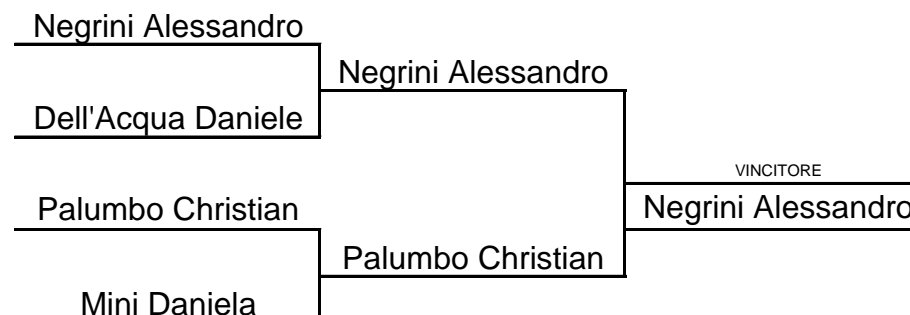 Negrini Alessandro
Negrini Alessandro
Dell'Acqua Daniele
VINCITORE
Palumbo Christian
Negrini Alessandro
Palumbo Christian
Mini Daniela